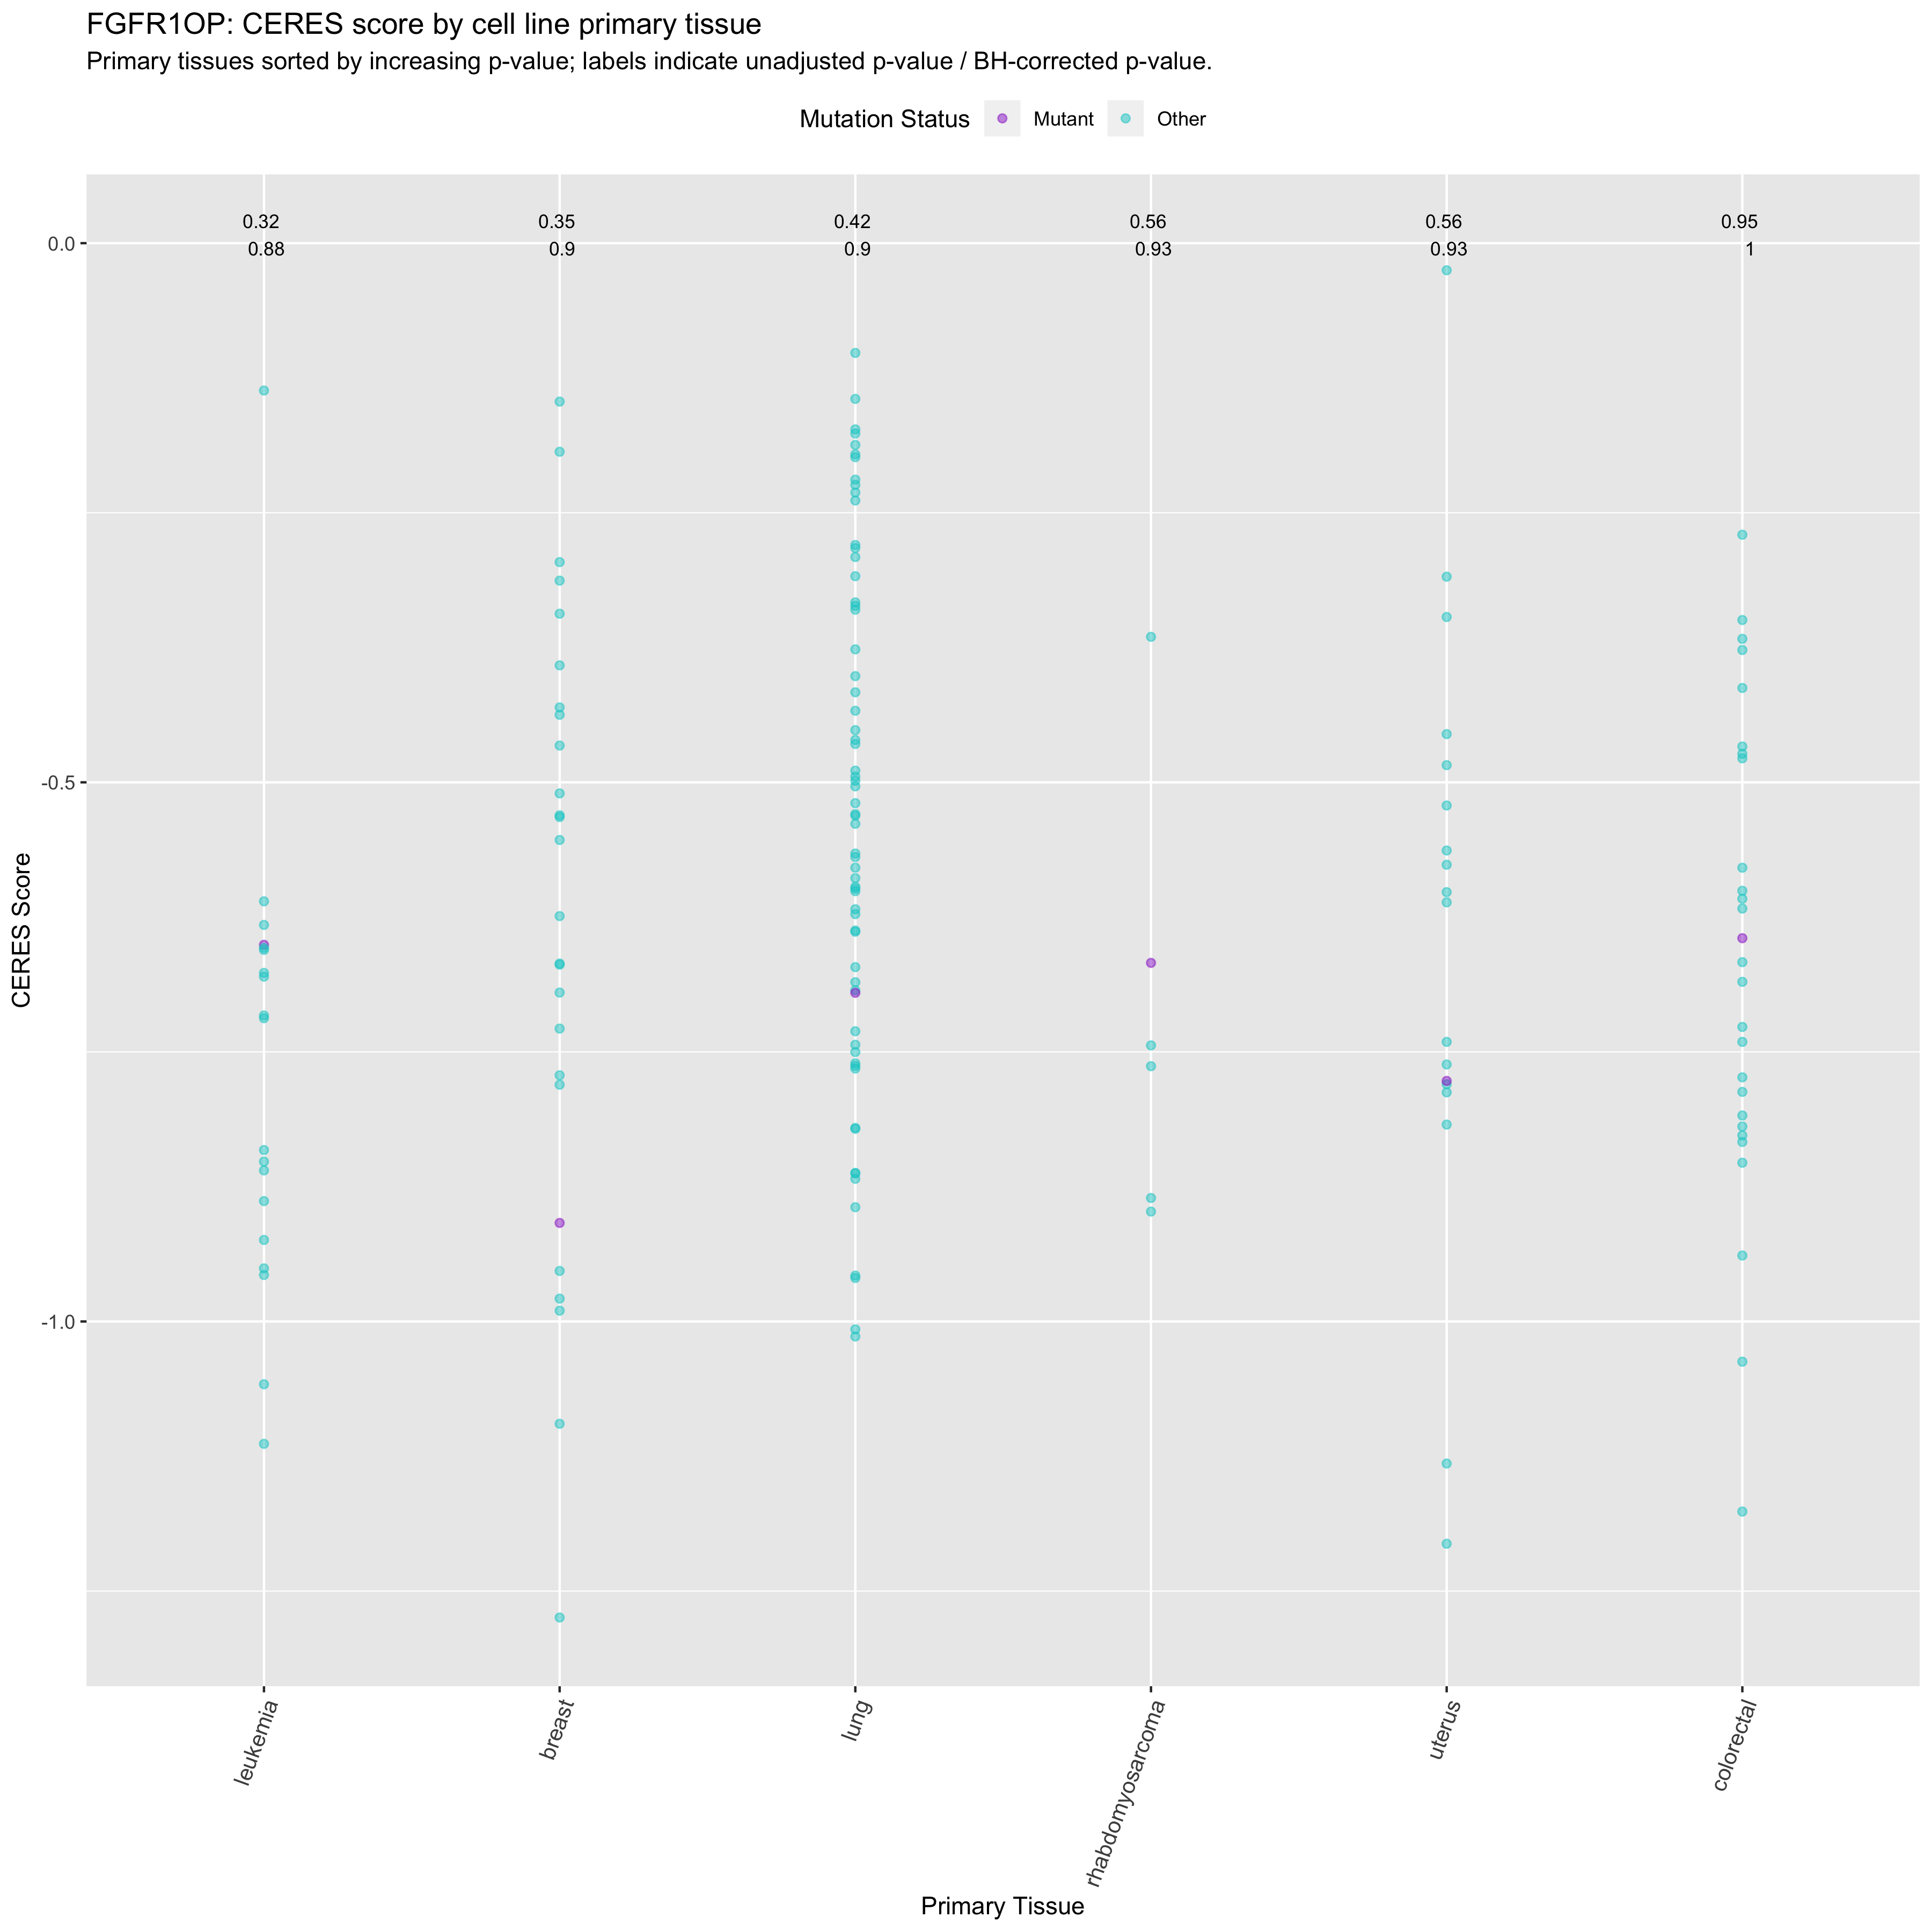 FGFR1OP: CERES score by cell line primary tissue
Primary tissues sorted by increasing p-value; labels indicate unadjusted p-value / BH-corrected p-value.
Mutation Status Mutant Other
0.32 0.35 0.42 0.56 0.56 0.95
0.88 0.9 0.9 0.93 0.93 1
0.0
-0.5
-1.0
CERES Score
leukemia breast lung rhabdomyosarcoma uterus colorectal
Primary Tissue